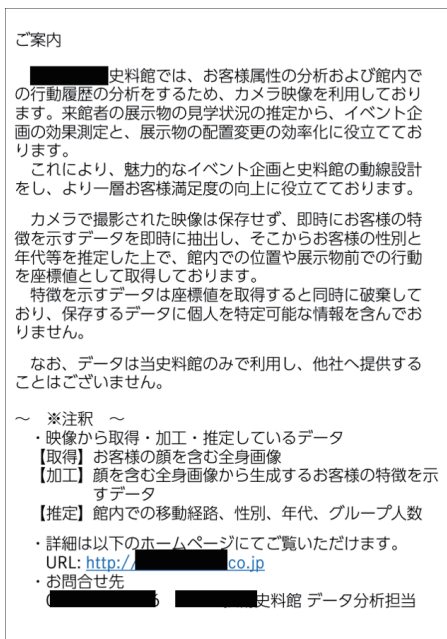 ご案内
史料館では、お客様属性の分析および館内で
の行動履歴の分析をするため、カメラ映像を利用しており
ます。来館者の展示物の見学状況の推定から、イベント企
画の効果測定と、展示物の配置変更の効率化に役立ててお
ります。
これにより、魅力的なイベント企画と史料館の動線設計
をし、より一層お客様満足度の向上に役立てております。
カメラで撮影された映像は保存せず、即時にお客様の特
徴を示すデータを即時に抽出し、そこからお客様の性別と
年代等を推定した上で、館内での位置や展示物前での行動
を座標値として取得しております。
特徴を示すデータは座標値を取得すると同時に破棄して
おり、保存するデータに個人を特定可能な情報を含んでお
りません。
なお、データは当史料館のみで利用し、他社へ提供する
ことはございません。
～ ※注釈 ～
・映像から取得・加工・推定しているデータ
【取得】お客様の顔を含む全身画像
【加工】顔を含む全身画像から生成するお客様の特徴を示
すデータ
【推定】館内での移動経路、性別、年代、グループ人数
・詳細は以下のホームページにてご覧いただけます。
URL: http:/ co.jp
・お問合せ先
史料館 データ分析担当